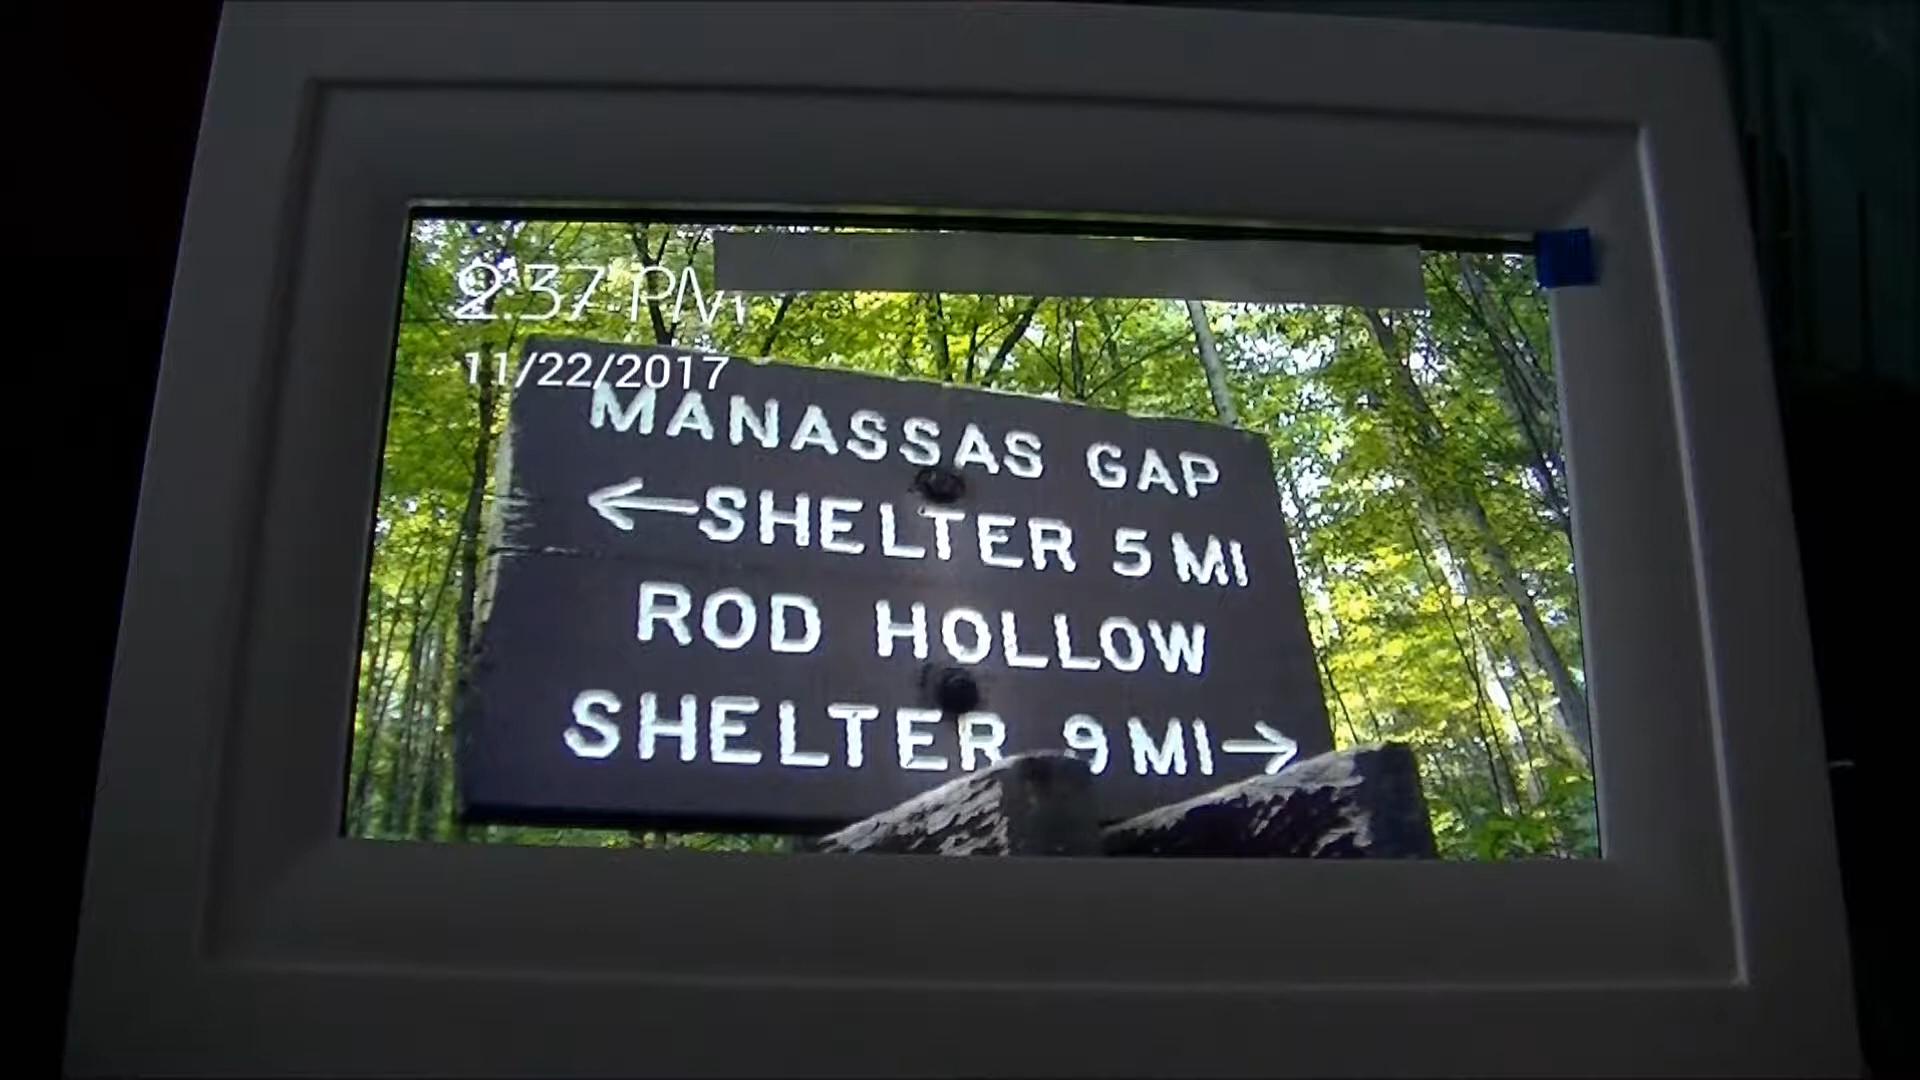 2:37 PM
11/22/2017
MANASSAS GAP
←SHELTER 5 MI
ROD HOLLOW
SHELTER 9 MI→